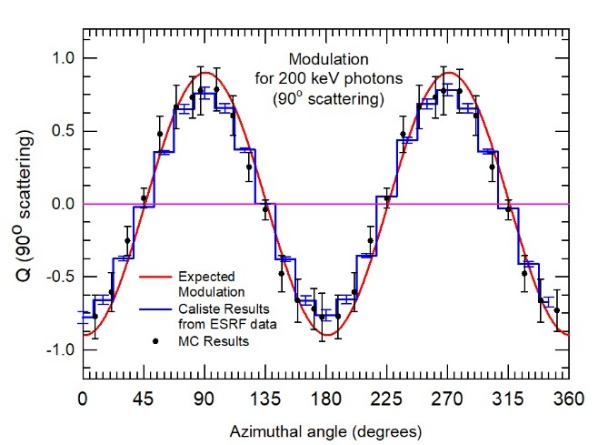 Modulation
for 200 keV photons
(90° scattering)
1.0
0.5
0.0
-0.5
-1.0
Q (90° scattering)
Expected
Modulation
Caliste Results
from ESRF data
MC Results
0 45 90 135 180 225 270 315 360
Azimuthal angle (degrees)